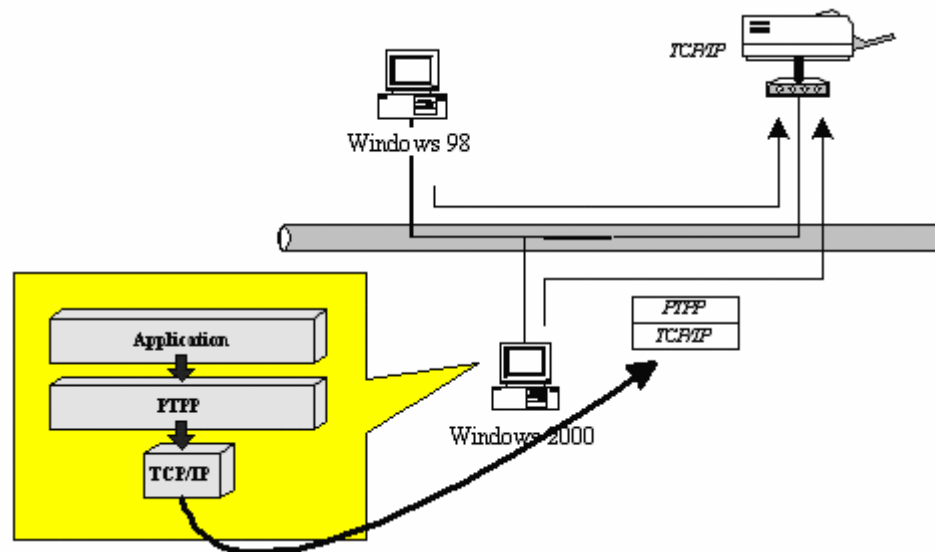 TCP/IP
Windows 98
PTPP
TCP/IP
Application
PTPP
TCP/IP
Windows 2000